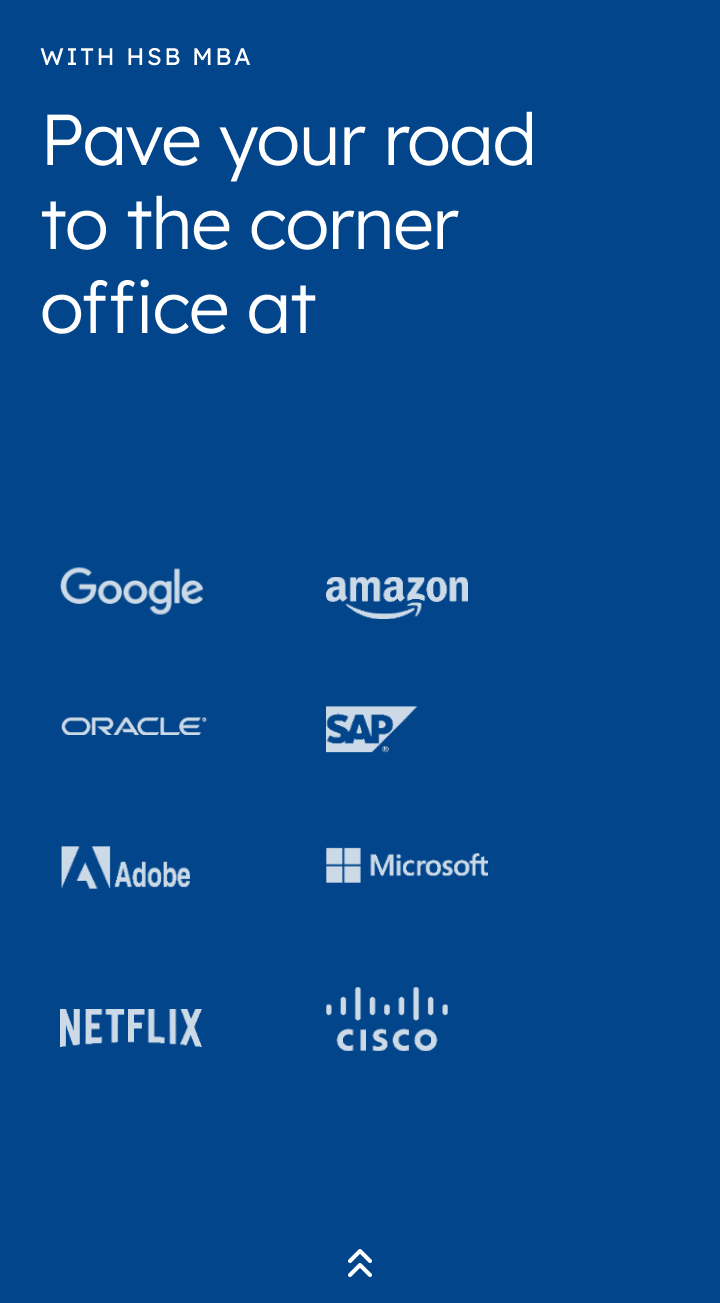 WITH HSB MBA
Pave your road
to the corner
office at
Google
amazon
ORACLE®
SAP
®
Adobe
Microsoft
NETFLIX
CISCO